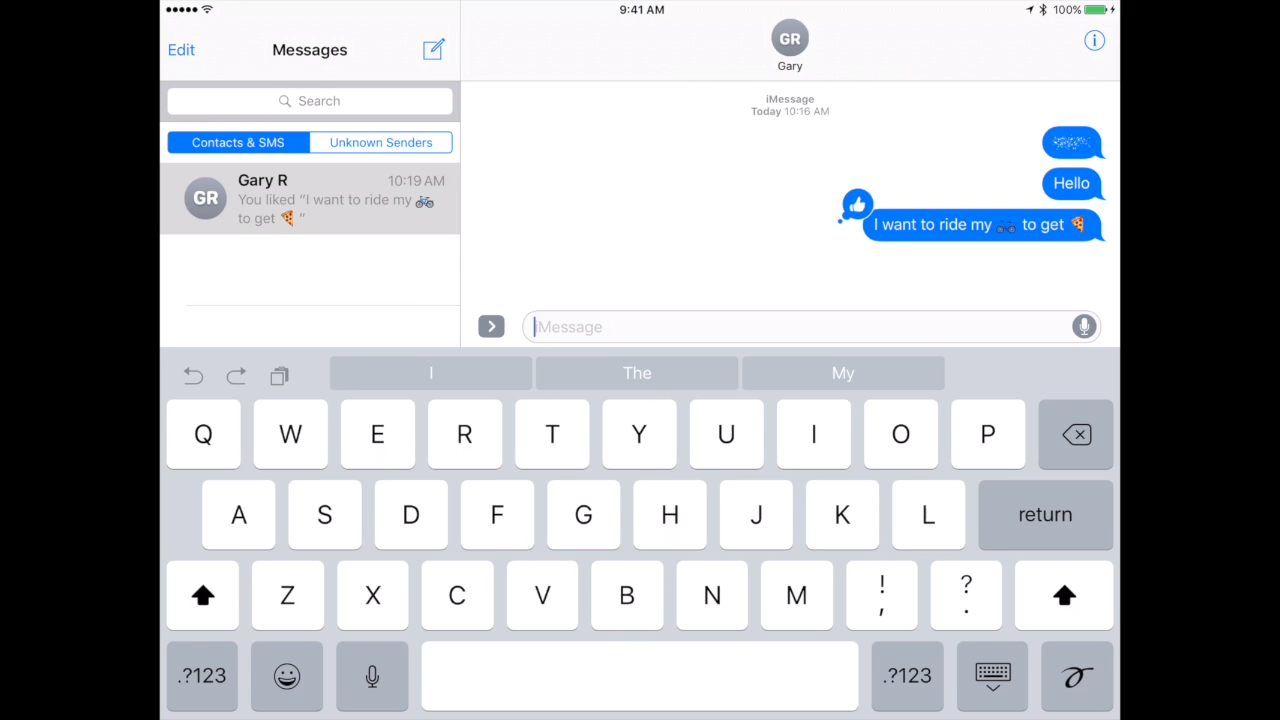 9:41 AM
100%
Edit
Messages
GR
Gary
Search
Contacts & SMS
Unknown Senders
GR
Gary R
10:19 AM
You liked “I want to ride my 🚲
to get 🍕 ”
iMessage
Today 10:16 AM
Hello
I want to ride my 🚲 to get 🍕
iMessage
I
The
My
Q W E R T Y U I O P
A S D F G H J K L return
Z X C V B N M ! , ? .
.?123
.?123